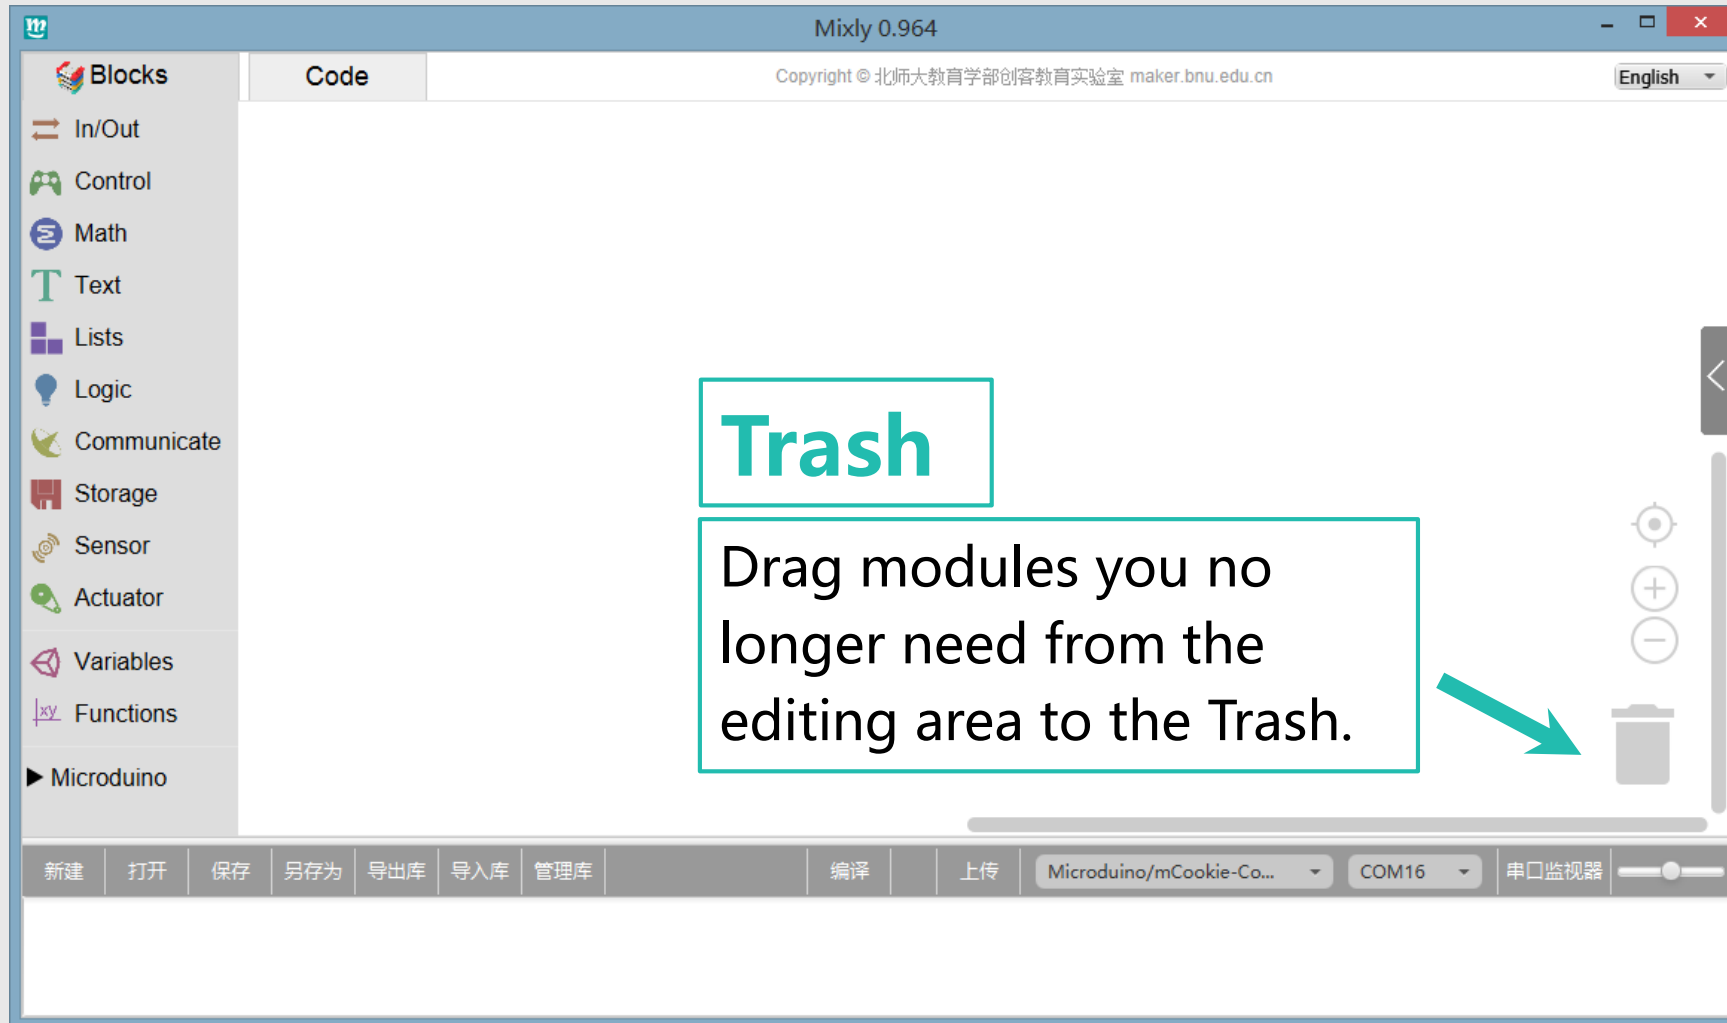 Mixly 0.964
Blocks
Code
Copyright © 北师大教育学部创客教育实验室 maker.bnu.edu.cn
English
In/Out
Control
Math
Text
Lists
Logic
Communicate
Storage
Sensor
Actuator
Variables
xy Functions
Microduino
Trash
Drag modules you no
longer need from the
editing area to the Trash.
新建 打开 保存 另存为 导出库 导入库 管理库 编译 上传 Microduino/mCookie-Co... COM16 串口监视器